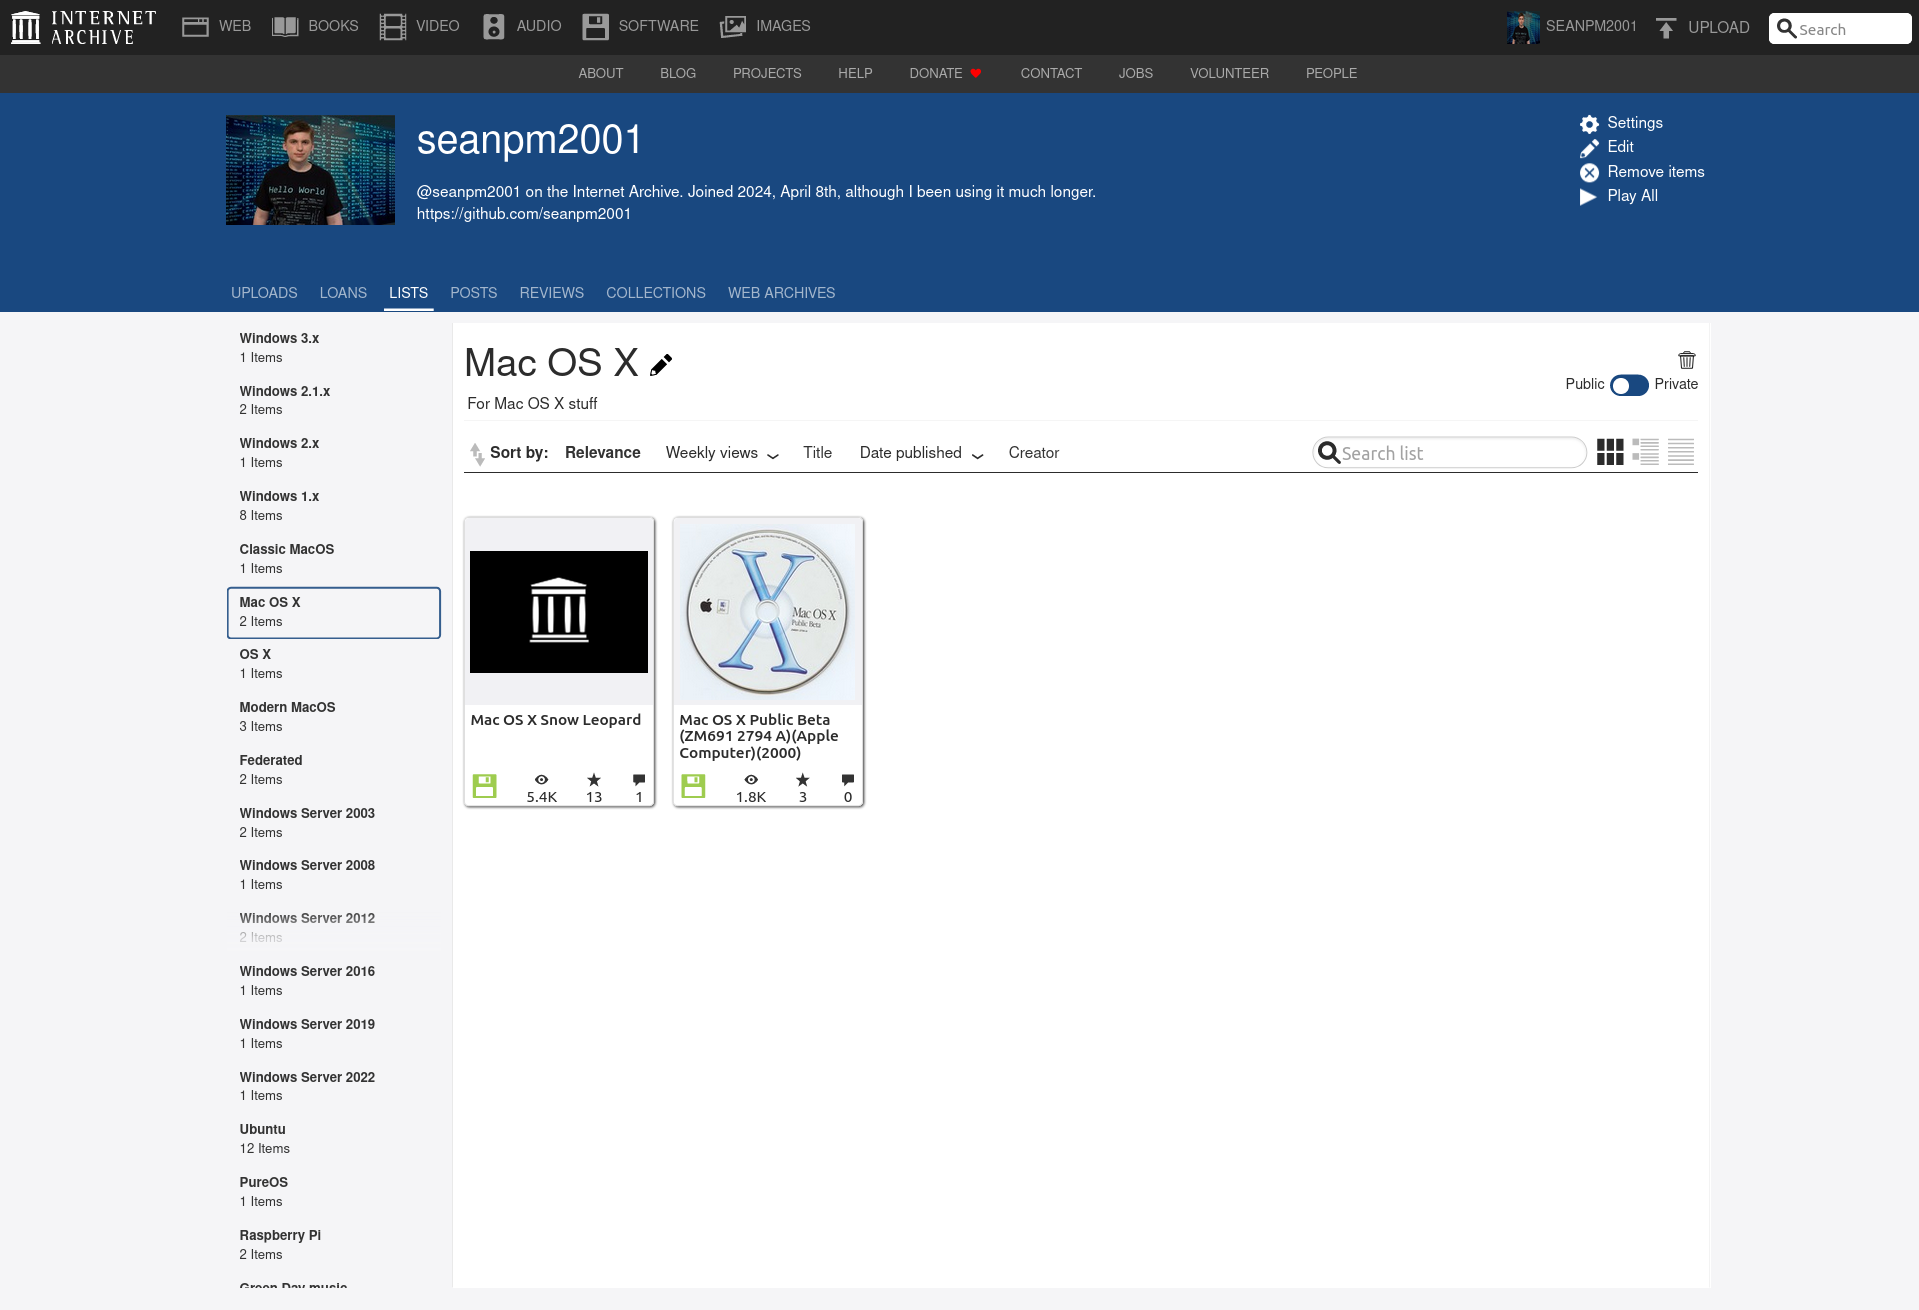 INTERNET ARCHIVE
WEB BOOKS VIDEO AUDIO SOFTWARE IMAGES
SEANPM2001 UPLOAD Search
ABOUT BLOG PROJECTS HELP DONATE CONTACT JOBS VOLUNTEER PEOPLE
seanpm2001
Hello World
@seanpm2001 on the Internet Archive. Joined 2024, April 8th, although I been using it much longer.
https://github.com/seanpm2001
Settings
Edit
Remove items
Play All
UPLOADS LOANS LISTS POSTS REVIEWS COLLECTIONS WEB ARCHIVES
Windows 3.x
1 Items
Windows 2.1.x
2 Items
Windows 2.x
1 Items
Windows 1.x
8 Items
Classic MacOS
1 Items
Mac OS X
2 Items
OS X
1 Items
Modern MacOS
3 Items
Federated
2 Items
Windows Server 2003
2 Items
Windows Server 2008
1 Items
Windows Server 2012
2 Items
Windows Server 2016
1 Items
Windows Server 2019
1 Items
Windows Server 2022
1 Items
Ubuntu
12 Items
PureOS
1 Items
Raspberry Pi
2 Items
Green Day music
Mac OS X
For Mac OS X stuff
Public Private
Sort by: Relevance Weekly views Title Date published Creator
Search list
Mac OS X Snow Leopard
5.4K 13 1
X
Mac OS X
Public Beta
Mac OS X Public Beta
(ZM691 2794 A)(Apple
Computer)(2000)
1.8K 3 0